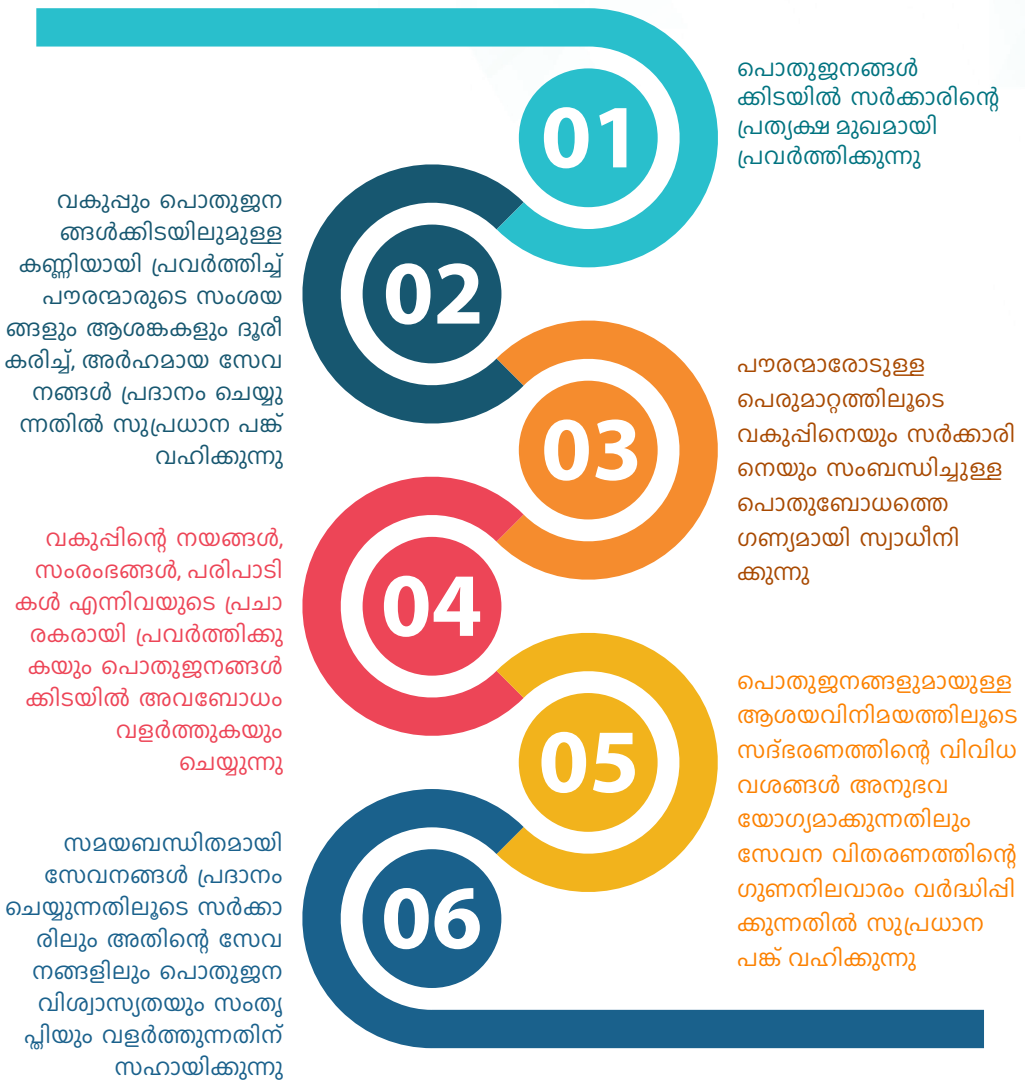 01
പൊതുജനങ്ങൾ
ക്കിടയിൽ സർക്കാരിന്റെ
പ്രത്യക്ഷ മുഖമായി
പ്രവർത്തിക്കുന്നു
02
വകുപ്പും പൊതുജന
ങ്ങൾക്കിടയിലുമുള്ള
കണ്ണിയായി പ്രവർത്തിച്ച്
പൗരന്മാരുടെ സംശയ
ങ്ങളും ആശങ്കകളും ദൂരീ
കരിച്ച്, അർഹമായ സേവ
നങ്ങൾ പ്രദാനം ചെയ്യു
ന്നതിൽ സുപ്രധാന പങ്ക്
വഹിക്കുന്നു
03
പൗരന്മാരോടുള്ള
പെരുമാറ്റത്തിലൂടെ
വകുപ്പിനെയും സർക്കാരി
നെയും സംബന്ധിച്ചുള്ള
പൊതുബോധത്തെ
ഗണ്യമായി സ്വാധീനി
ക്കുന്നു
04
വകുപ്പിന്റെ നയങ്ങൾ,
സംരംഭങ്ങൾ, പരിപാടി
കൾ എന്നിവയുടെ പ്രചാ
രകരായി പ്രവർത്തിക്കു
കയും പൊതുജനങ്ങൾ
ക്കിടയിൽ അവബോധം
വളർത്തുകയും
ചെയ്യുന്നു
05
പൊതുജനങ്ങളുമായുള്ള
ആശയവിനിമയത്തിലൂടെ
സദ്ഭരണത്തിന്റെ വിവിധ
വശങ്ങൾ അനുഭവ
യോഗ്യമാക്കുന്നതിലും
സേവന വിതരണത്തിന്റെ
ഗുണനിലവാരം വർദ്ധിപ്പി
ക്കുന്നതിൽ സുപ്രധാന
പങ്ക് വഹിക്കുന്നു
06
സമയബന്ധിതമായി
സേവനങ്ങൾ പ്രദാനം
ചെയ്യുന്നതിലൂടെ സർക്കാ
രിലും അതിന്റെ സേവ
നങ്ങളിലും പൊതുജന
വിശ്വാസ്യതയും സംതൃ
പ്തിയും വളർത്തുന്നതിന്
സഹായിക്കുന്നു